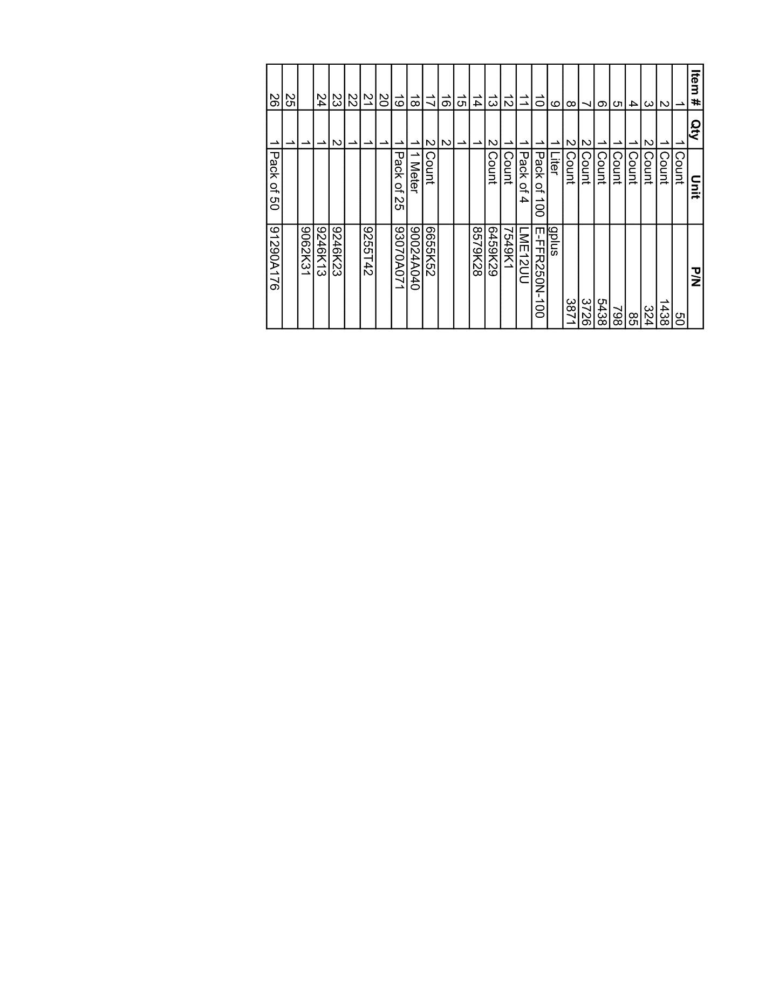 Item # Qty Unit P/N
1 1 Count 50
2 1 Count 1438
3 2 Count 324
4 1 Count 85
5 1 Count 798
6 1 Count 5438
7 2 Count 3726
8 2 Count 3871
9 1 Liter gplus
10 1 Pack of 100 E-FFR250N-100
11 1 Pack of 4 LME12UU
12 1 Count 7549K1
13 2 Count 6459K29
14 1 8579K28
15 1
16 2
17 2 Count 6655K52
18 1 1 Meter 90024A040
19 1 Pack of 25 93070A071
20 1
21 1 9255T42
22 1
23 2 9246K23
24 1 9246K13
1 9062K31
25 1
26 1 Pack of 50 91290A176